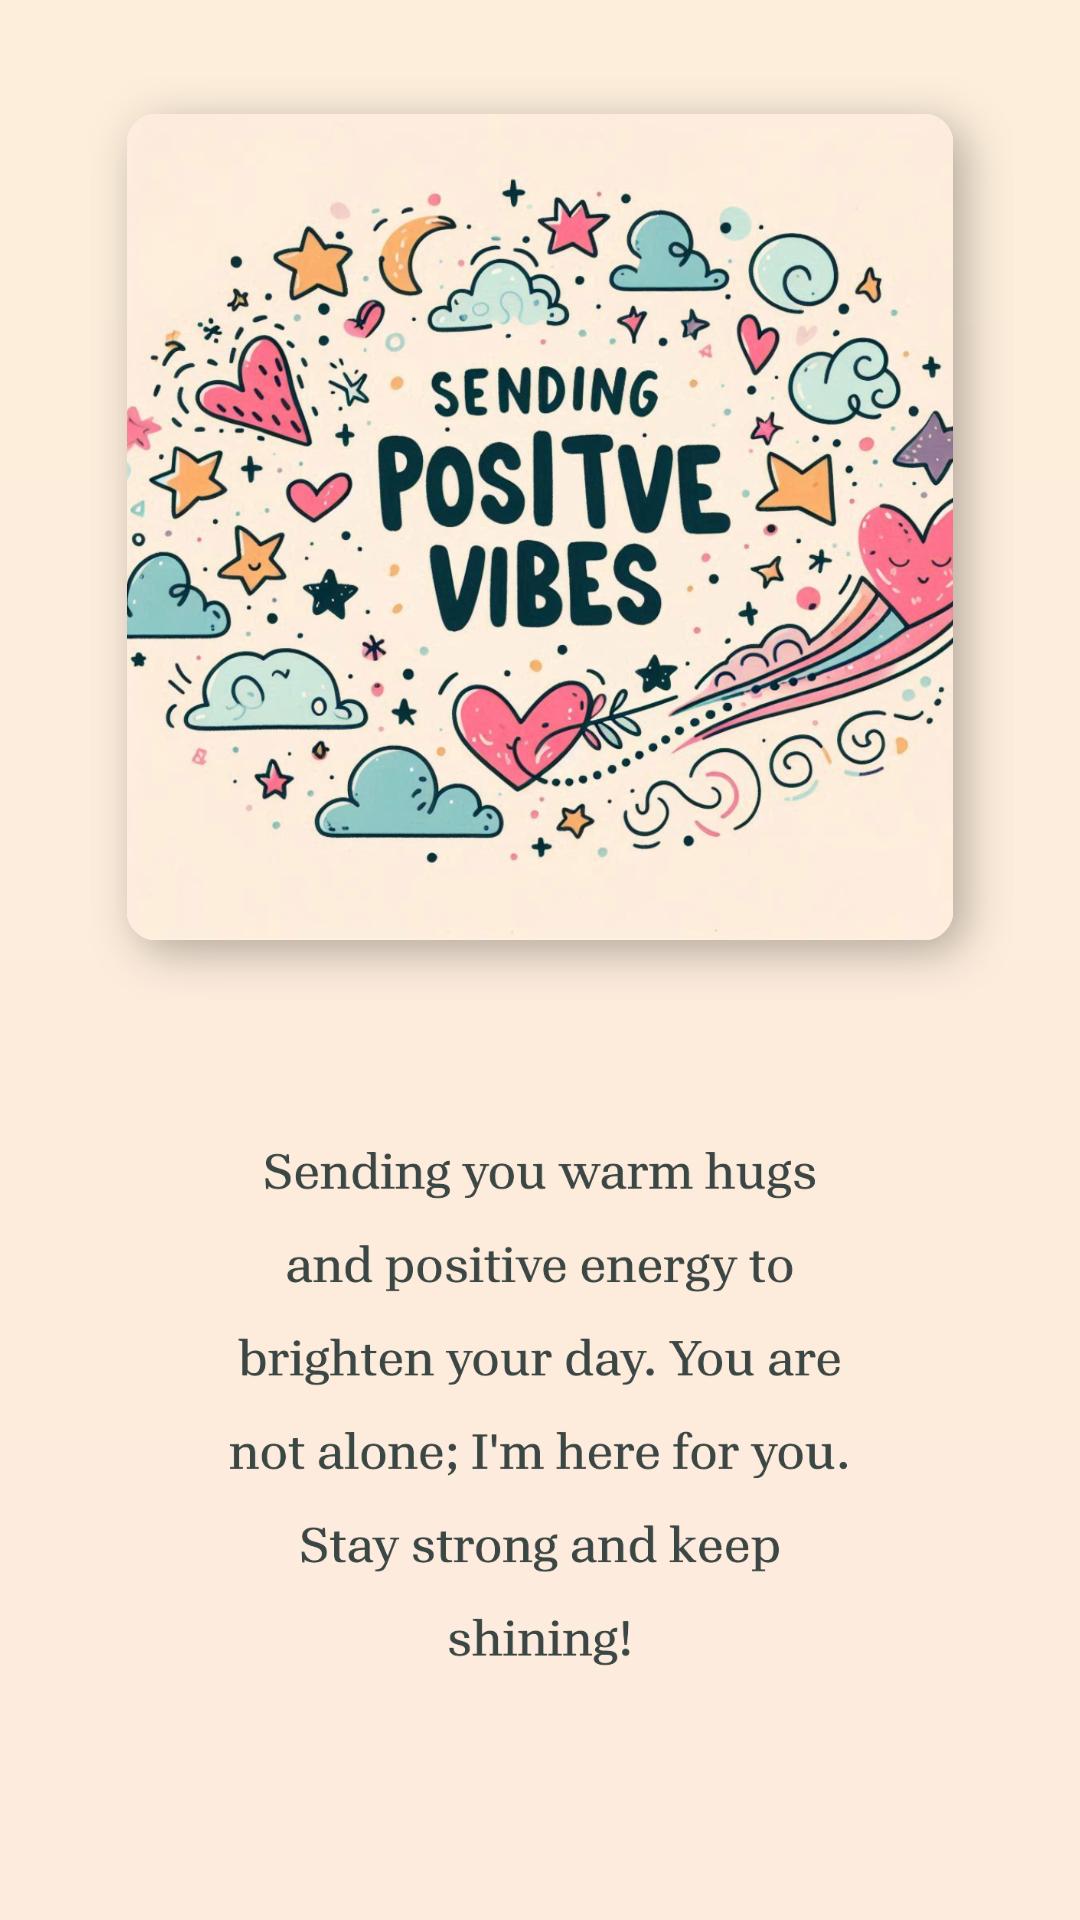 SENDING
POSITVE
VIBES
Sending you warm hugs
and positive energy to
brighten your day. You are
not alone; I'm here for you.
Stay strong and keep
shining!